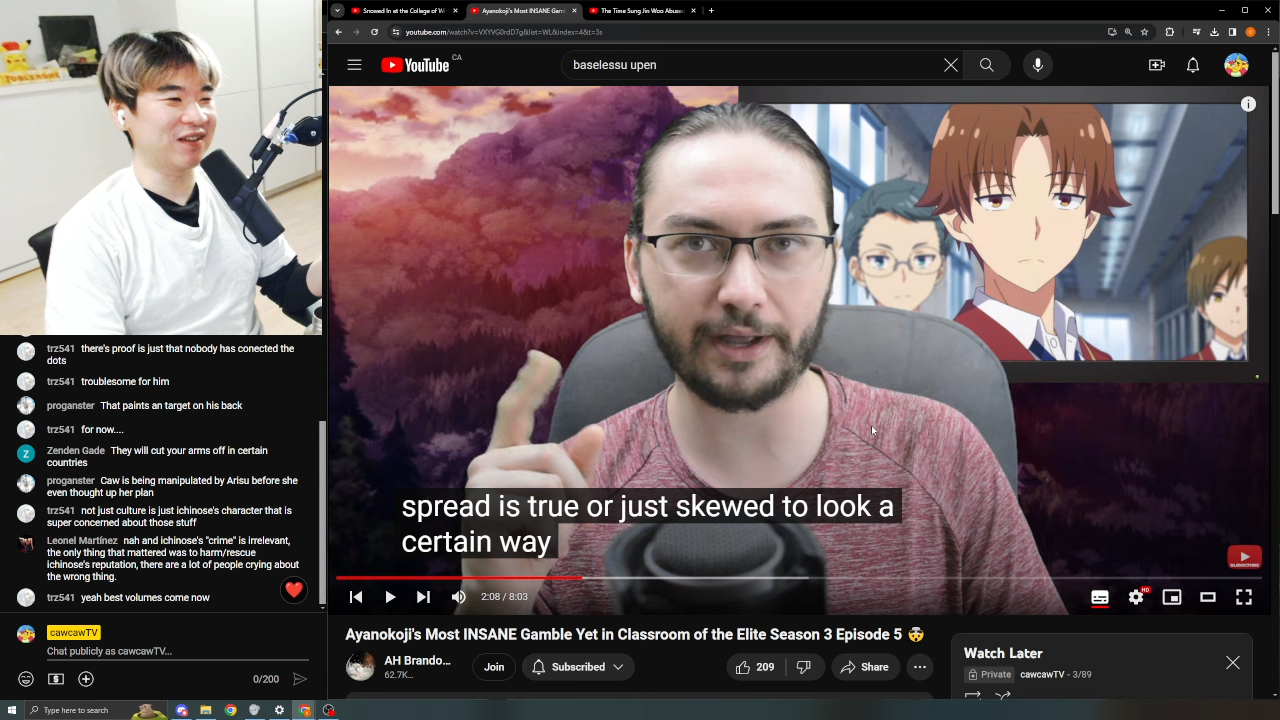 Snowed In at the College of W
Ayanokoji's Most INSANE Gam
The Time Sung Jin Woo Abuse
youtube.com/watch?v=VXYVG0rdD7g&list=WL&index=4&t=3s
YouTube CA
baselessu upen
TOBLERONE
spread is true or just skewed to look a
certain way
SUBSCRIBE
2:08 / 8:03
HD
Ayanokoji's Most INSANE Gamble Yet in Classroom of the Elite Season 3 Episode 5 🤯
AH Brando...
62.7K...
Join
Subscribed
209
Share
Watch Later
Private cawcawTV - 3/89
trz541 there's proof is just that nobody has conected the
dots
trz541 troublesome for him
proganster That paints an target on his back
trz541 for now....
Z
Zenden Gade They will cut your arms off in certain
countries
proganster Caw is being manipulated by Arisu before she
even thought up her plan
trz541 not just culture is just ichinose's character that is
super concerned about those stuff
Leonel Martínez nah and ichinose's "crime" is irrelevant,
the only thing that mattered was to harm/rescue
ichinose's reputation, there are a lot of people crying about
the wrong thing.
trz541 yeah best volumes come now
cawcawTV
Chat publicly as cawcawTV...
0/200
Type here to search